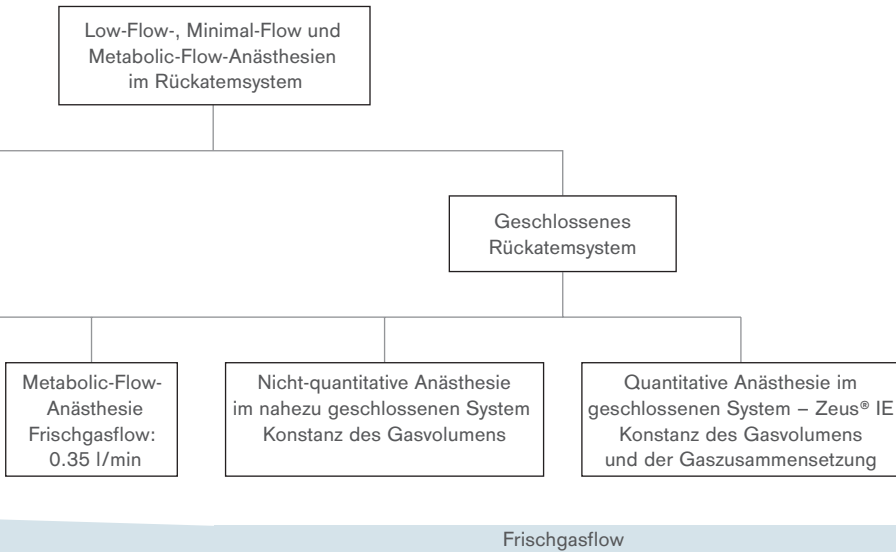 Low-Flow-, Minimal-Flow und
Metabolic-Flow-Anästhesien
im Rückatemsystem
Geschlossenes
Rückatemsystem
Metabolic-Flow-
Anästhesie
Frischgasflow:
0.35 l/min
Nicht-quantitative Anästhesie
im nahezu geschlossenen System
Konstanz des Gasvolumens
Quantitative Anästhesie im
geschlossenen System – Zeus® IE
Konstanz des Gasvolumens
und der Gaszusammensetzung
Frischgasflow